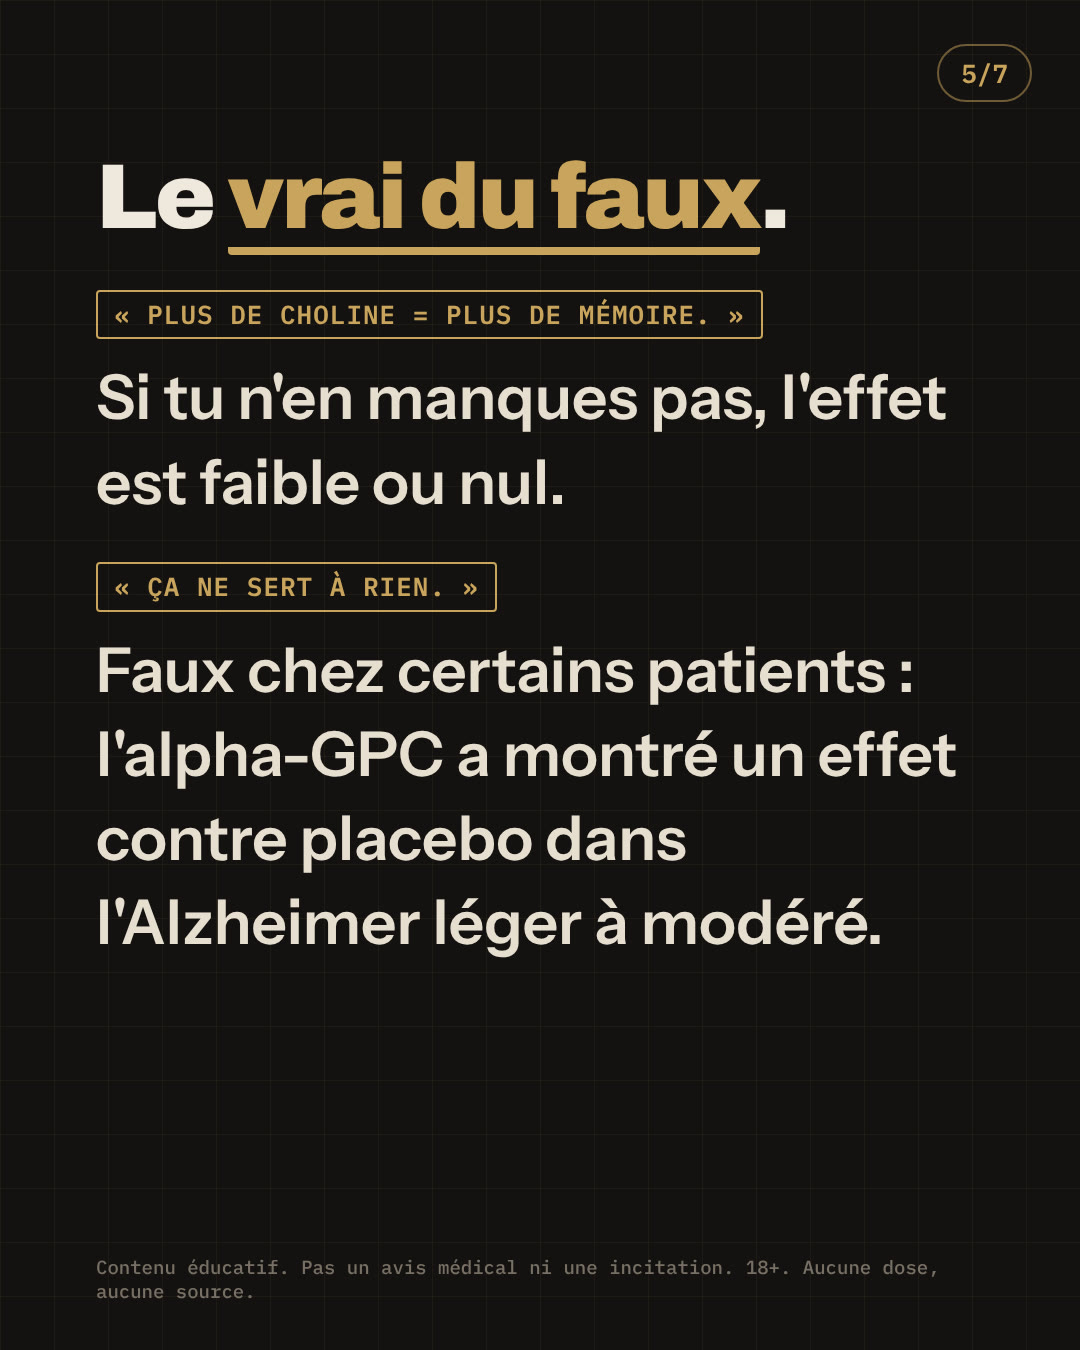 5/7
Le vrai du faux.
« PLUS DE CHOLINE = PLUS DE MÉMOIRE. »
Si tu n'en manques pas, l'effet
est faible ou nul.
« ÇA NE SERT À RIEN. »
Faux chez certains patients :
l'alpha-GPC a montré un effet
contre placebo dans
l'Alzheimer léger à modéré.
Contenu éducatif. Pas un avis médical ni une incitation. 18+. Aucune dose,
aucune source.